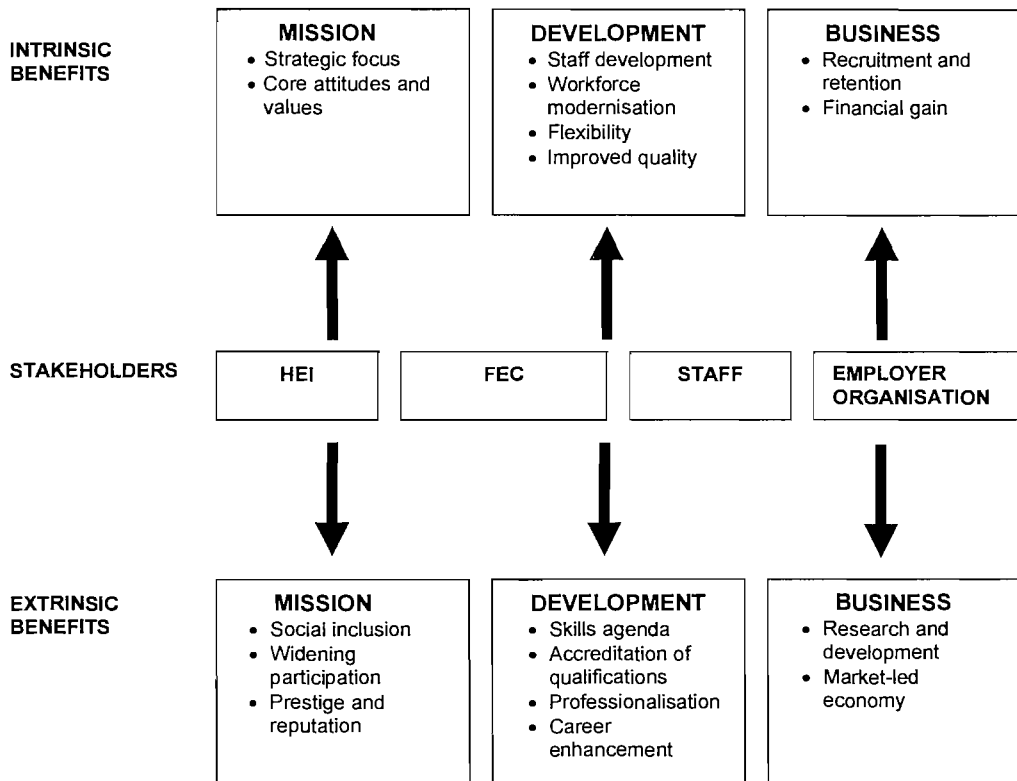 INTRINSIC
BENEFITS
MISSION
• Strategic focus
• Core attitudes and
values
DEVELOPMENT
• Staff development
• Workforce
modernisation
• Flexibility
• Improved quality
BUSINESS
• Recruitment and
retention
• Financial gain
STAKEHOLDERS
HEI
FEC
STAFF
EMPLOYER
ORGANISATION
EXTRINSIC
BENEFITS
MISSION
• Social inclusion
• Widening
participation
• Prestige and
reputation
DEVELOPMENT
• Skills agenda
• Accreditation of
qualifications
• Professionalisation
• Career
enhancement
BUSINESS
• Research and
development
• Market-led
economy